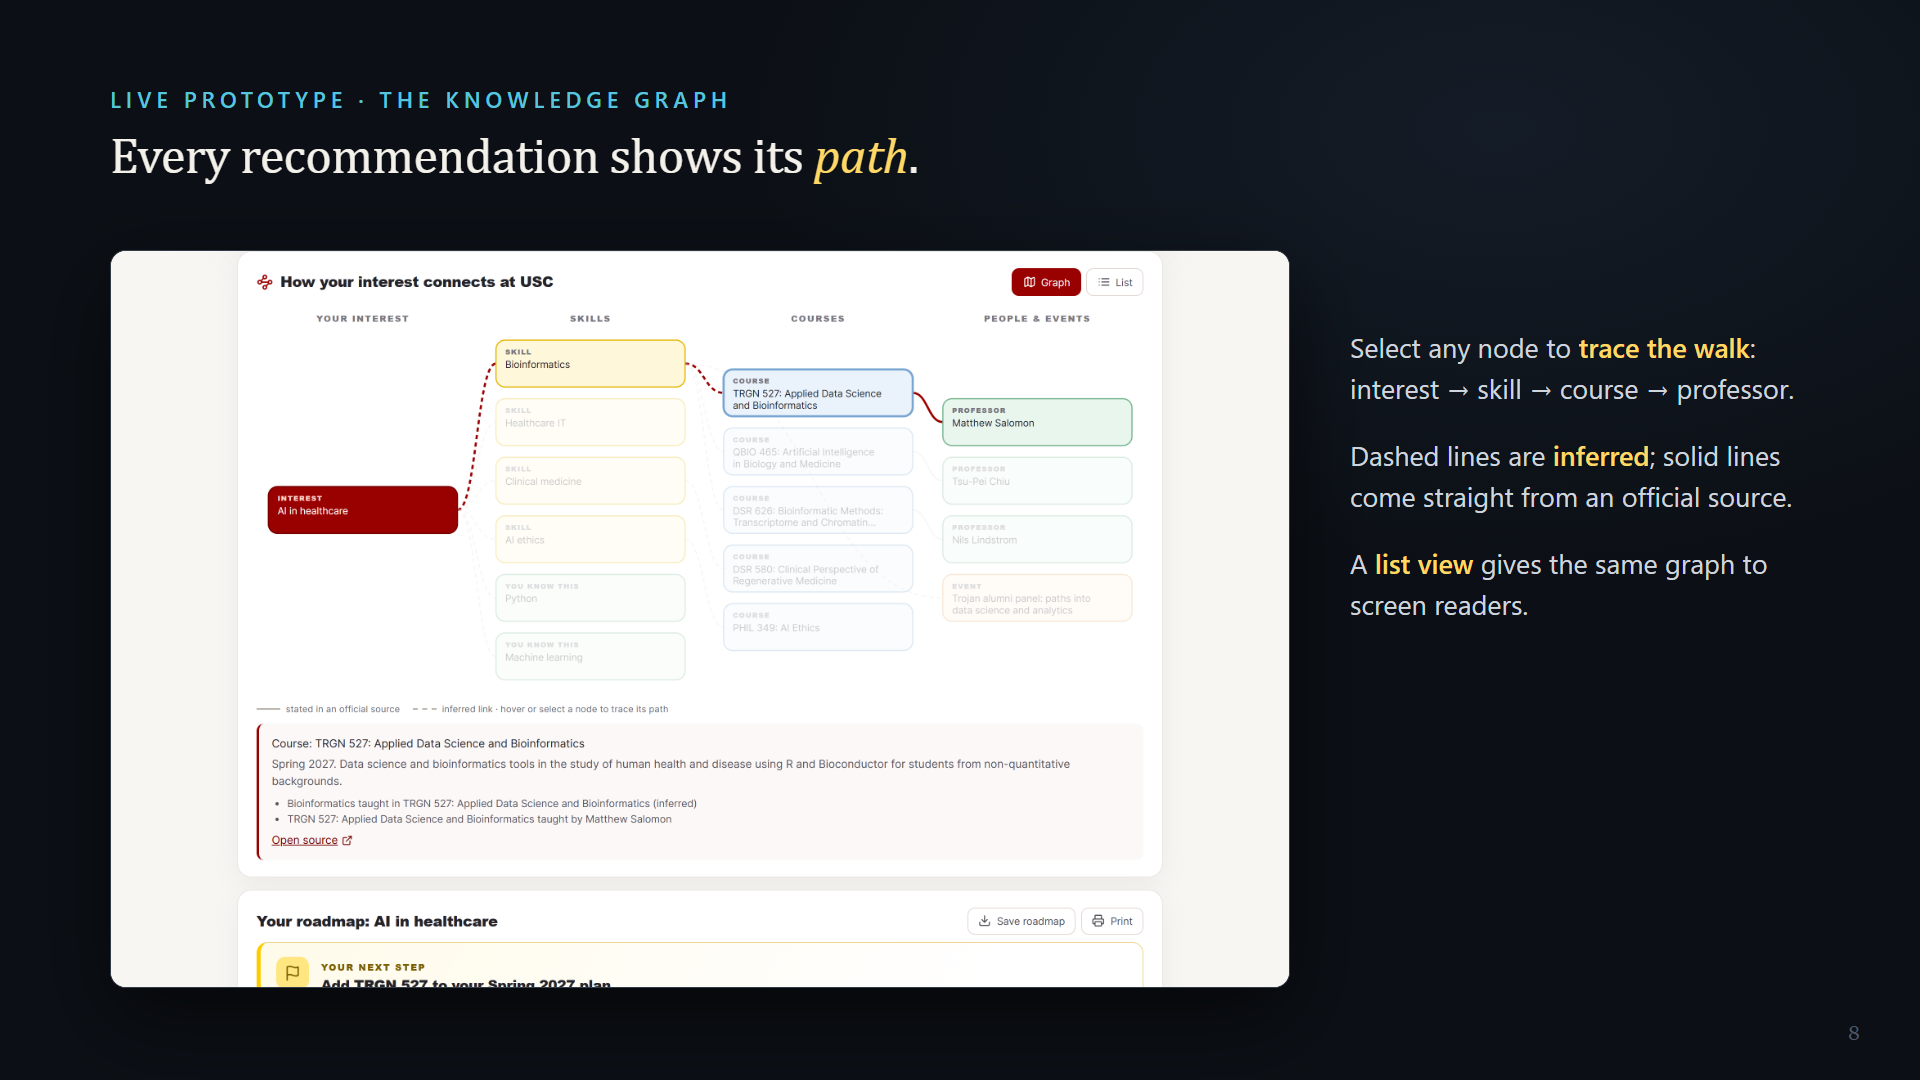 LIVE PROTOTYPE · THE KNOWLEDGE GRAPH
Every recommendation shows its path.
How your interest connects at USC
Graph
List
YOUR INTEREST
SKILLS
COURSES
PEOPLE & EVENTS
INTEREST
AI in healthcare
SKILL
Bioinformatics
SKILL
Healthcare IT
SKILL
Clinical medicine
SKILL
AI ethics
YOU KNOW THIS
Python
YOU KNOW THIS
Machine learning
COURSE
TRGN 527: Applied Data Science
and Bioinformatics
COURSE
QBIO 465: Artificial Intelligence
in Biology and Medicine
COURSE
DSR 626: Bioinformatic Methods:
Transcriptome and Chromatin...
COURSE
DSR 580: Clinical Perspective of
Regenerative Medicine
COURSE
PHIL 349: AI Ethics
PROFESSOR
Matthew Salomon
PROFESSOR
Tsu-Pei Chiu
PROFESSOR
Nils Lindstrom
EVENT
Trojan alumni panel: paths into
data science and analytics
stated in an official source
inferred link · hover or select a node to trace its path
Course: TRGN 527: Applied Data Science and Bioinformatics
Spring 2027. Data science and bioinformatics tools in the study of human health and disease using R and Bioconductor for students from non-quantitative
backgrounds.
• Bioinformatics taught in TRGN 527: Applied Data Science and Bioinformatics (inferred)
• TRGN 527: Applied Data Science and Bioinformatics taught by Matthew Salomon
Open source
Your roadmap: AI in healthcare
Save roadmap
Print
YOUR NEXT STEP
Add TRGN 527 to your Spring 2027 plan
Select any node to trace the walk:
interest → skill → course → professor.
Dashed lines are inferred; solid lines
come straight from an official source.
A list view gives the same graph to
screen readers.
8